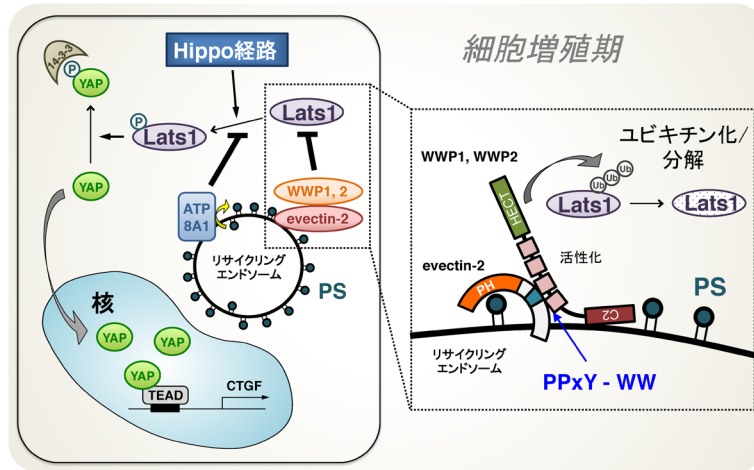 細胞増殖期
Hippo経路
14-3-3
P
YAP
P
Lats1
Lats1
YAP
WWP1, 2
evectin-2
ATP
8A1
リサイクリング
エンドソーム
PS
核
YAP
YAP
YAP
TEAD
CTGF
ユビキチン化/
分解
WWP1, WWP2
HECT
Ub
Ub
Ub
Lats1
Lats1
活性化
evectin-2
PH
C2
PS
リサイクリング
エンドソーム
PPxY - WW